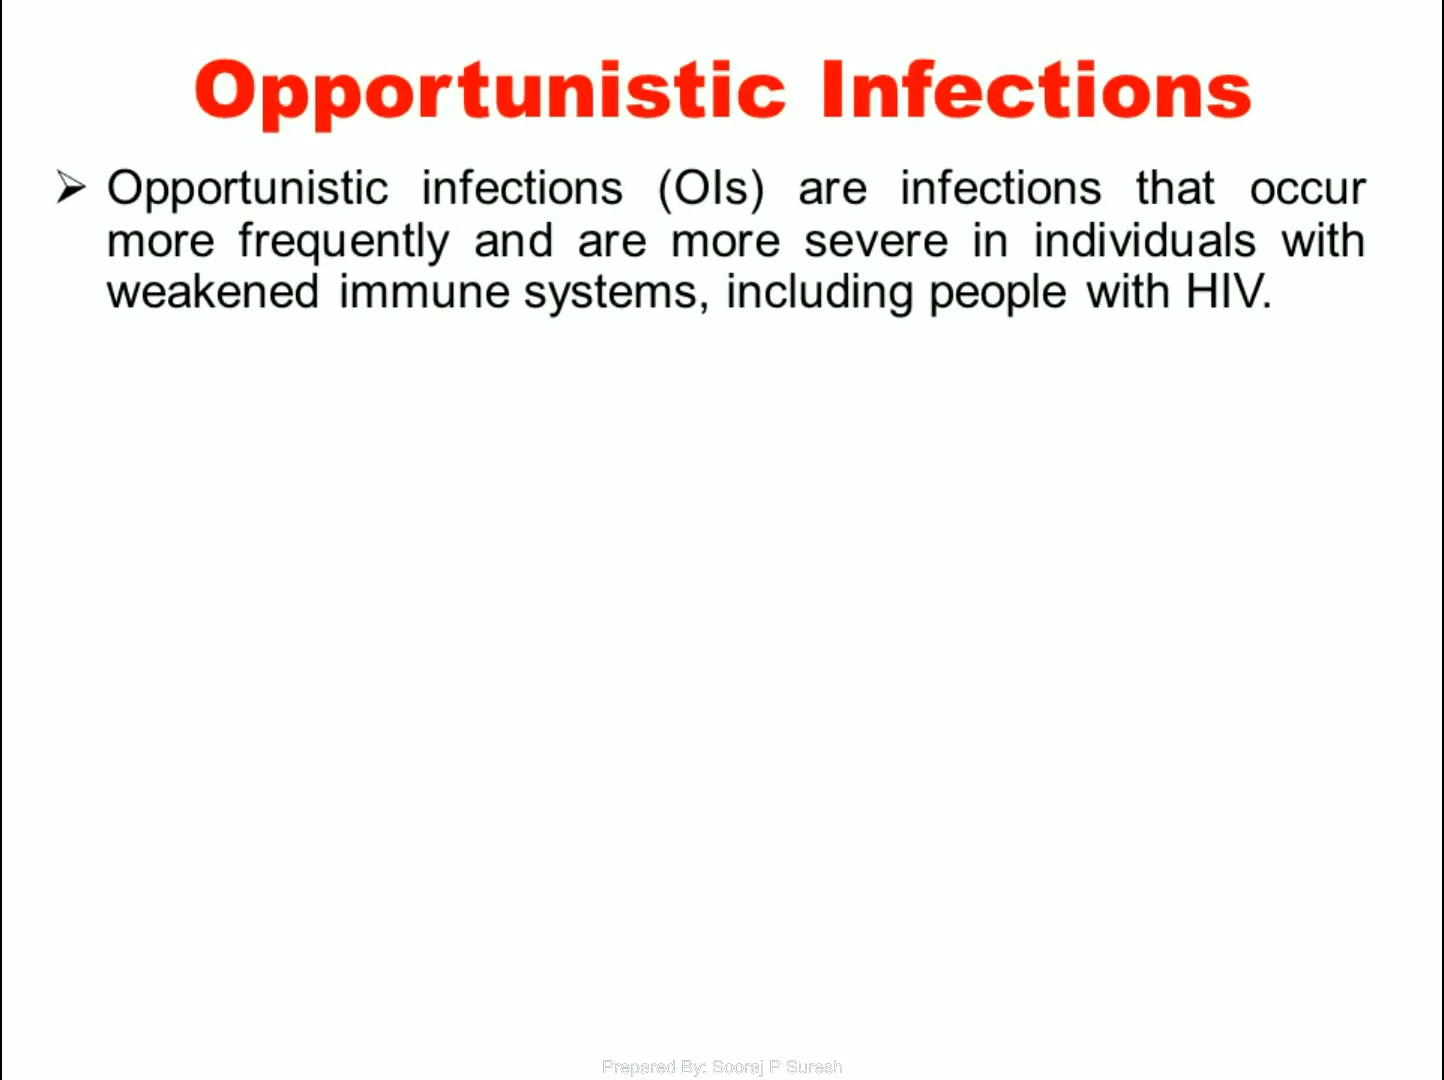 Opportunistic Infections
➢ Opportunistic infections (OIs) are infections that occur
more frequently and are more severe in individuals with
weakened immune systems, including people with HIV.
Prepared By: Sooraj P Suresh